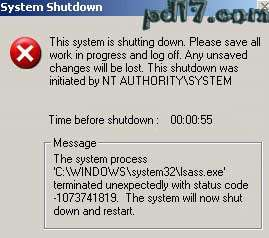 System Shutdown
pdl7.com
This system is shutting down. Please save all
work in progress and log off. Any unsaved
changes will be lost. This shutdown was
initiated by NT AUTHORITY\SYSTEM
Time before shutdown : 00:00:55
Message
The system process
'C:\WINDOWS\system32\lsass.exe'
terminated unexpectedly with status code
-1073741819. The system will now shut
down and restart.